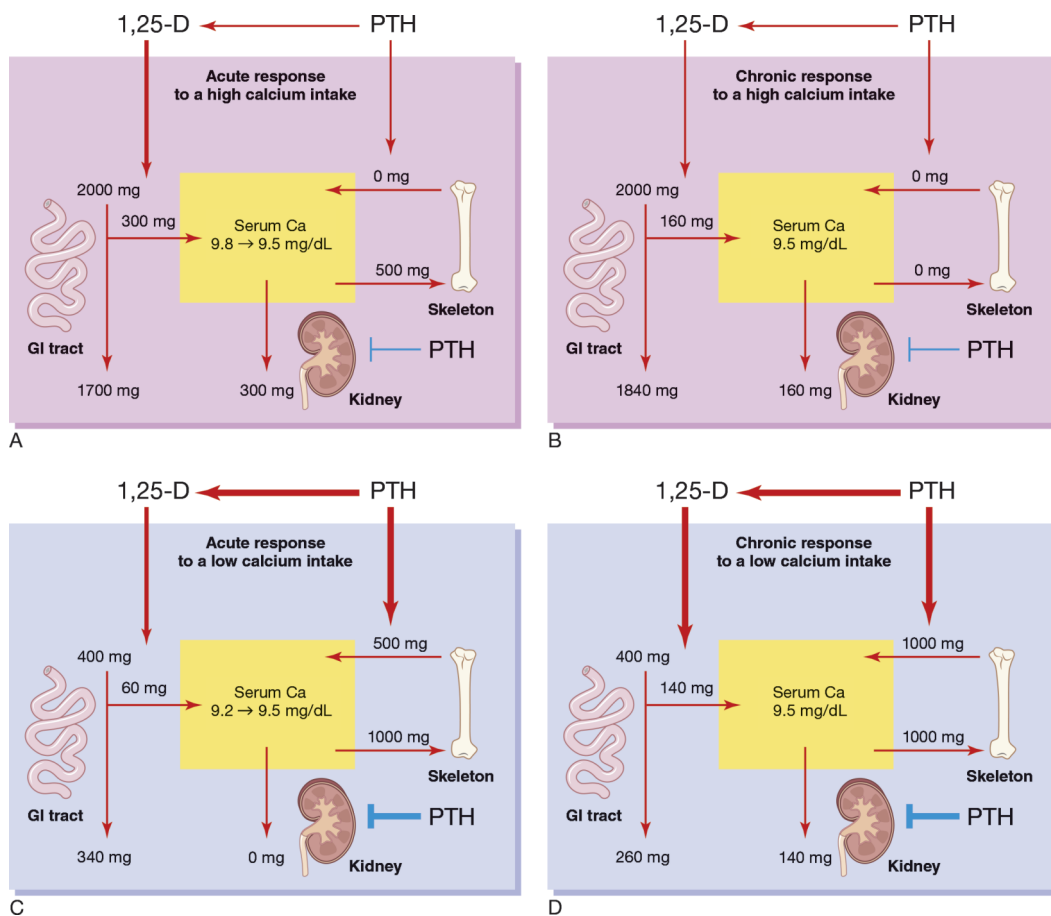 1,25-D
PTH
Acute response
to a high calcium intake
2000 mg
300 mg
0 mg
Serum Ca
9.8 → 9.5 mg/dL
500 mg
Skeleton
GI tract
PTH
1700 mg
300 mg
Kidney
A
1,25-D
PTH
Chronic response
to a high calcium intake
2000 mg
160 mg
0 mg
Serum Ca
9.5 mg/dL
0 mg
Skeleton
GI tract
PTH
1840 mg
160 mg
Kidney
B
1,25-D
PTH
Acute response
to a low calcium intake
400 mg
60 mg
500 mg
Serum Ca
9.2 → 9.5 mg/dL
1000 mg
Skeleton
GI tract
PTH
340 mg
0 mg
Kidney
C
1,25-D
PTH
Chronic response
to a low calcium intake
400 mg
140 mg
1000 mg
Serum Ca
9.5 mg/dL
1000 mg
Skeleton
GI tract
PTH
260 mg
140 mg
Kidney
D